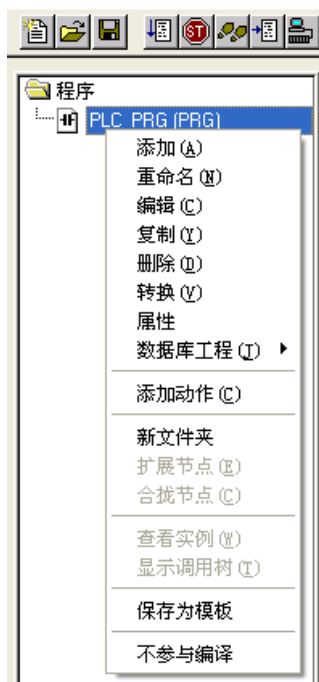 ST
程序
PLC_PRG (PRG)
添加(A)
重命名(N)
编辑(C)
复制(Y)
删除(D)
转换(V)
属性
数据库工程(J)
添加动作(C)
新文件夹
扩展节点(E)
合拢节点(C)
查看实例(W)
显示调用树(T)
保存为模板
不参与编译